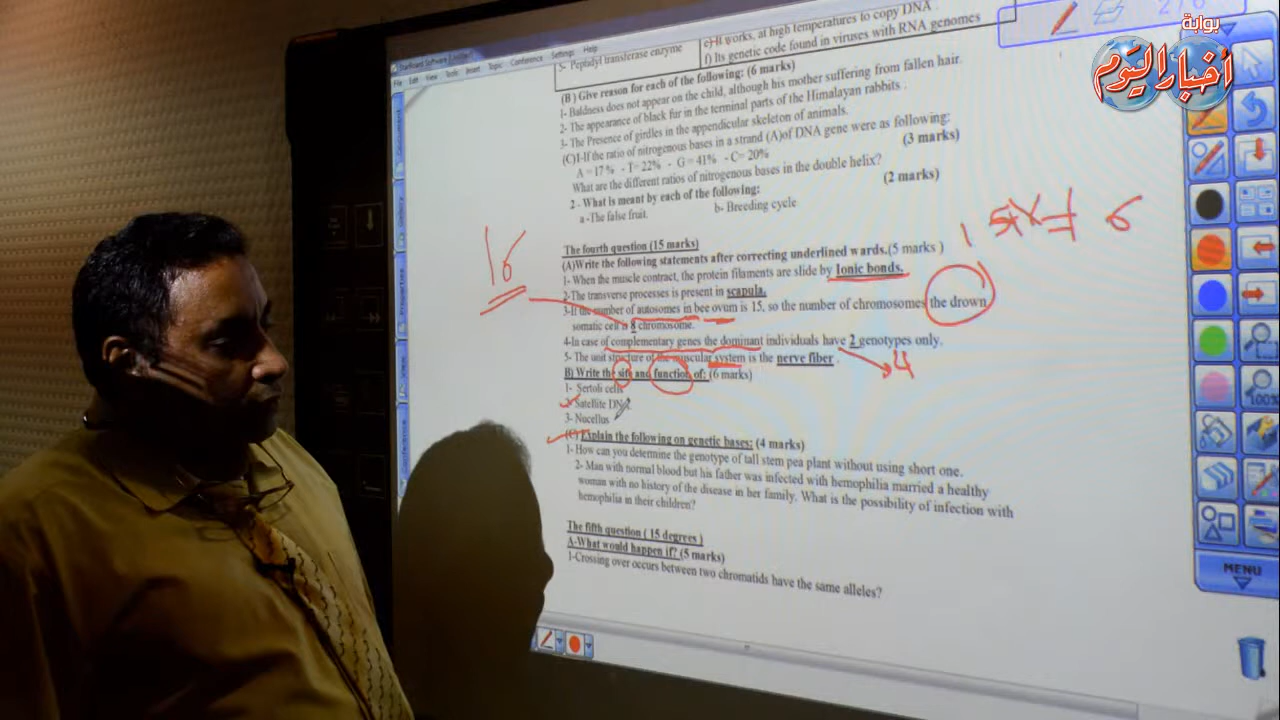 StarBoard Software
File Edit View Tools Insert Topic Conference Settings Help
5- Peptidyl transferase enzyme
e)-It works, at high temperatures to copy DNA .
f) Its genetic code found in viruses with RNA genomes
(B) Give reason for each of the following: (6 marks)
1- Baldness does not appear on the child, although his mother suffering from fallen hair.
2- The appearance of black fur in the terminal parts of the Himalayan rabbits .
3- The Presence of girdles in the appendicular skeleton of animals.
(C)1-If the ratio of nitrogenous bases in a strand (A)of DNA gene were as following:
A = 17 % - T= 22% - G = 41% - C= 20%
(3 marks)
What are the different ratios of nitrogenous bases in the double helix?
2 - What is meant by each of the following:
(2 marks)
a -The false fruit.
b- Breeding cycle
The fourth question (15 marks)
(A)Write the following statements after correcting underlined wards.(5 marks )
1- When the muscle contract, the protein filaments are slide by Ionic bonds.
2-The transverse processes is present in scapula.
3-If the number of autosomes in bee ovum is 15, so the number of chromosomes the drown
somatic cell is 8 chromosome.
4-In case of complementary genes the dominant individuals have 2 genotypes only.
5- The unit structure of the muscular system is the nerve fiber .
B) Write the site and function of: (6 marks)
1- Sertoli cells
2- Satellite DNA
3- Nucellus
(C) Explain the following on genetic bases: (4 marks)
1- How can you determine the genotype of tall stem pea plant without using short one.
2- Man with normal blood but his father was infected with hemophilia married a healthy
woman with no history of the disease in her family. What is the possibility of infection with
hemophilia in their children?
The fifth question ( 15 degrees )
A-What would happen if? (5 marks)
1-Crossing over occurs between two chromatids have the same alleles?
16
4
6
بوابة
أخبار اليوم
100%
MENU